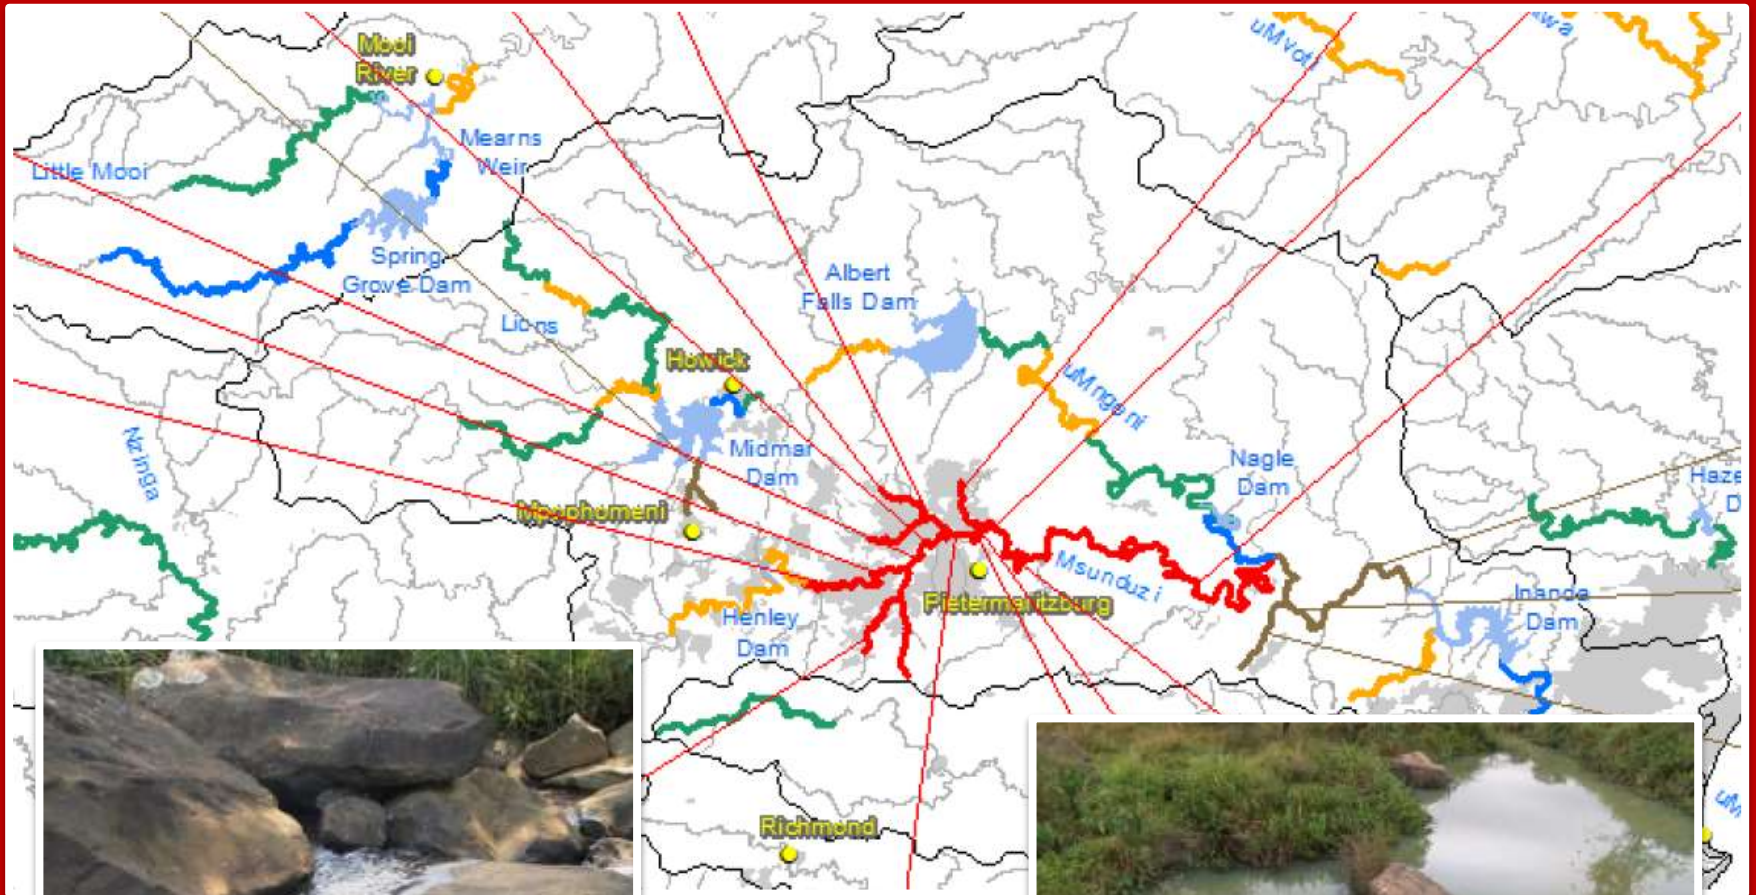 Mooi
River
uMvoti
Mearns
Weir
Little Mooi
Spring
Grove Dam
Albert
Falls Dam
Lions
Howick
uMngeni
Midmar
Dam
Nagle
Dam
Nzinga
Mpophomeni
Msunduzi
Pietermaritzburg
Inanda
Dam
Henley
Dam
Richmond